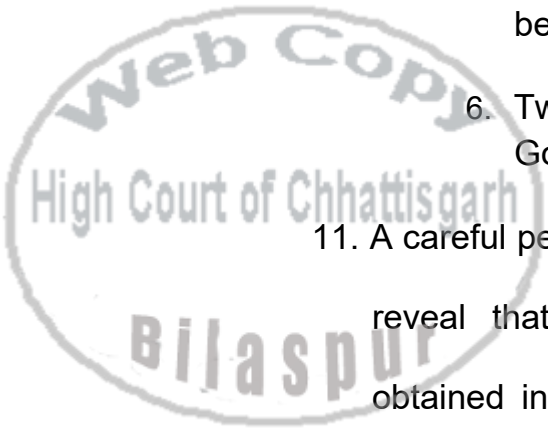 be
Web Copy
6. Tw
Go
High Court of Chhattisgarh
11. A careful pe
reveal that
Bilaspur
obtained in